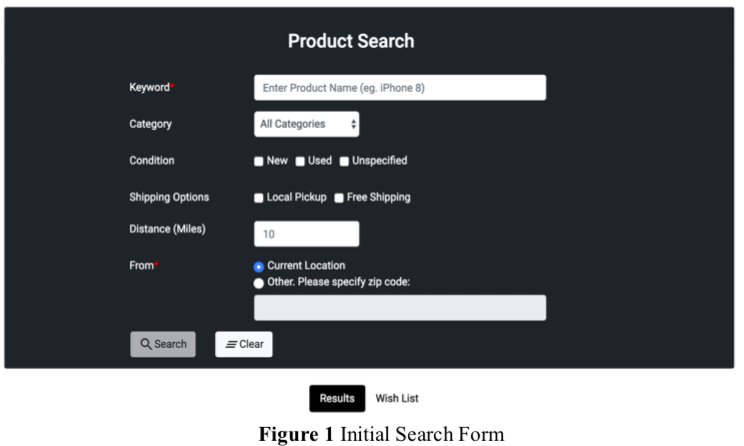 Product Search
Keyword* Enter Product Name (eg. iPhone 8)
Category All Categories
Condition New Used Unspecified
Shipping Options Local Pickup Free Shipping
Distance (Miles) 10
From* Current Location
Other. Please specify zip code:
Search Clear
Results Wish List
Figure 1 Initial Search Form